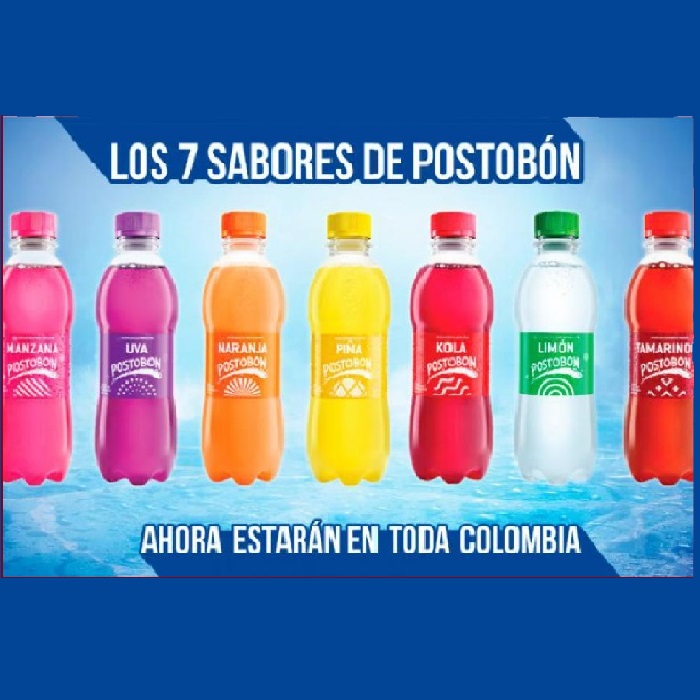 LOS 7 SABORES DE POSTOBÓN
MANZANA
POSTOBÓN
UVA
POSTOBÓN
NARANJA
POSTOBÓN
PIÑA
POSTOBÓN
KOLA
POSTOBÓN
LIMÓN
POSTOBÓN
TAMARINDO
POSTOBÓN
AHORA ESTARÁN EN TODA COLOMBIA